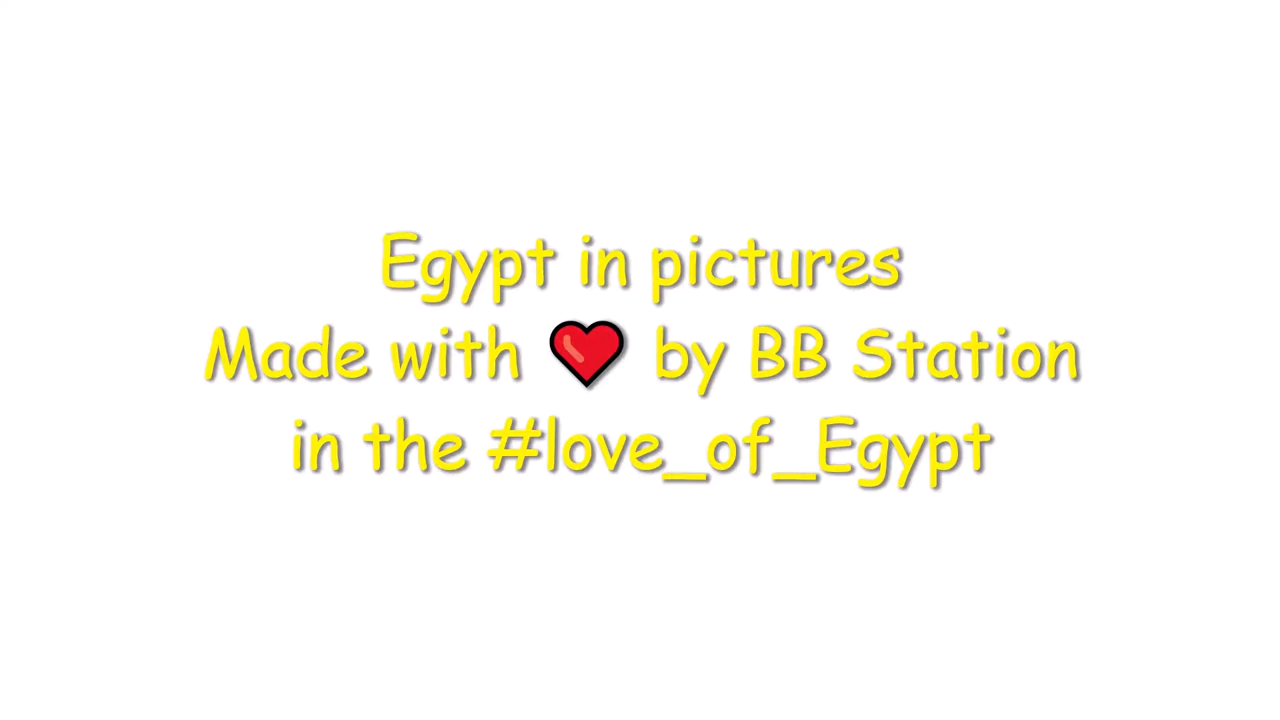 Egypt in pictures
Made with ❤️ by BB Station
in the #love_of_Egypt